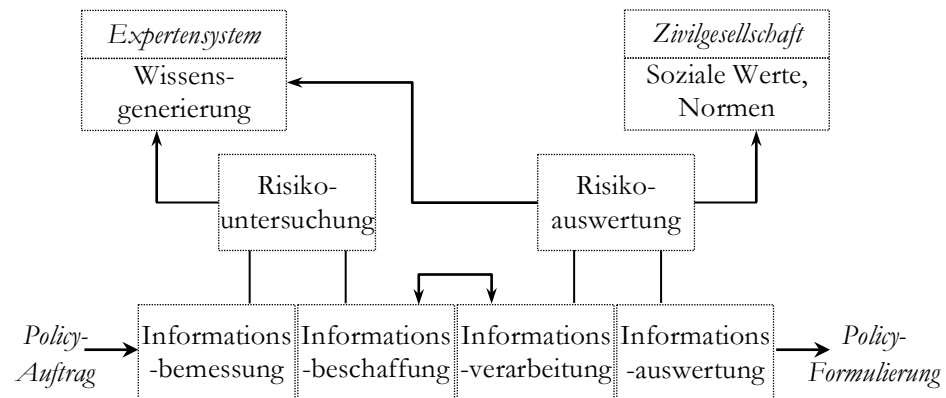 Expertensystem
Wissens-
generierung
Zivilgesellschaft
Soziale Werte,
Normen
Risiko-
untersuchung
Risiko-
auswertung
Policy-
Auftrag
Informations
-bemessung
Informations
-beschaffung
Informations
-verarbeitung
Informations
-auswertung
Policy-
Formulierung